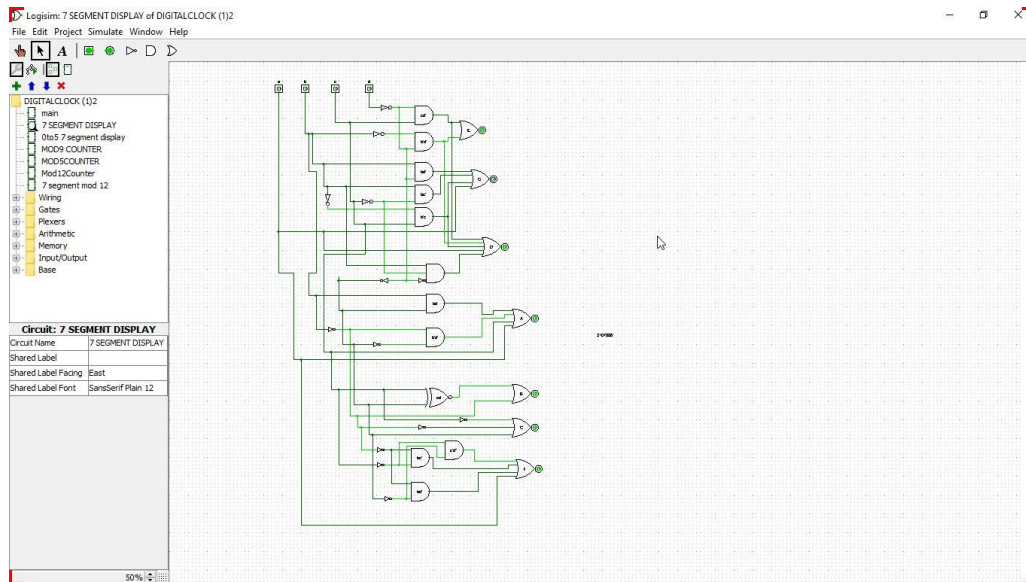 Logisim: 7 SEGMENT DISPLAY of DIGITALCLOCK (1)2
File Edit Project Simulate Window Help
A
DIGITALCLOCK (1)2
main
7 SEGMENT DISPLAY
0to5 7 segment display
MOD9 COUNTER
MOD5COUNTER
Mod12Counter
7 segment mod 12
Wiring
Gates
Plexers
Arithmetic
Memory
Input/Output
Base
Circuit: 7 SEGMENT DISPLAY
Circuit Name 7 SEGMENT DISPLAY
Shared Label
Shared Label Facing East
Shared Label Font SansSerif Plain 12
50%